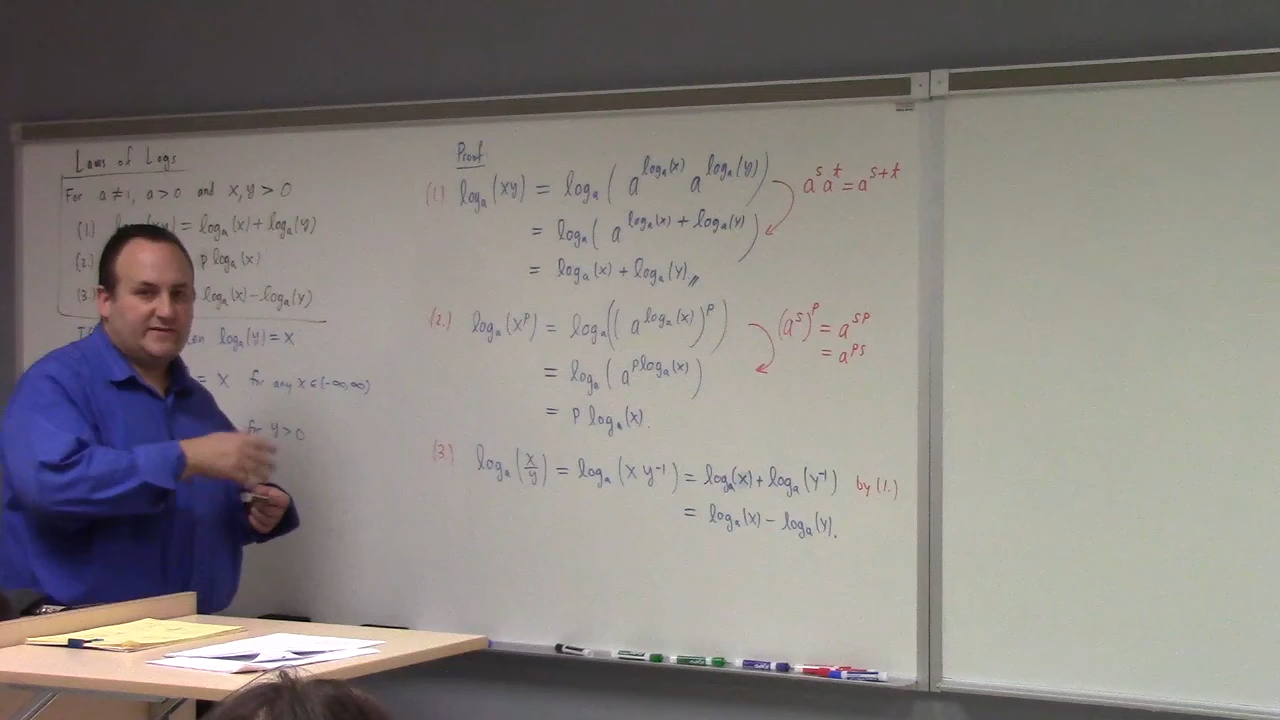 Laws of Logs
For a ≠ 1, a > 0 and x, y > 0
(1.) = logₐ(x) + logₐ(y)
(2.) p logₐ(x)
(3.) logₐ(x) − logₐ(y)
logₐ(y) = x
= x for any x ∈ (-∞,∞)
for y > 0
Proof
(1.) logₐ(xy) = logₐ( a^logₐ(x) a^logₐ(y) ) a^s a^t = a^(s+t)
= logₐ( a^(logₐ(x) + logₐ(y)) )
= logₐ(x) + logₐ(y)
(2.) logₐ(x^p) = logₐ(( a^logₐ(x) )^p ) (a^s)^p = a^sp
= a^ps
= logₐ( a^(p logₐ(x)) )
= p logₐ(x).
(3.) logₐ(x/y) = logₐ(x y⁻¹) = logₐ(x) + logₐ(y⁻¹) by (1.)
= logₐ(x) − logₐ(y).